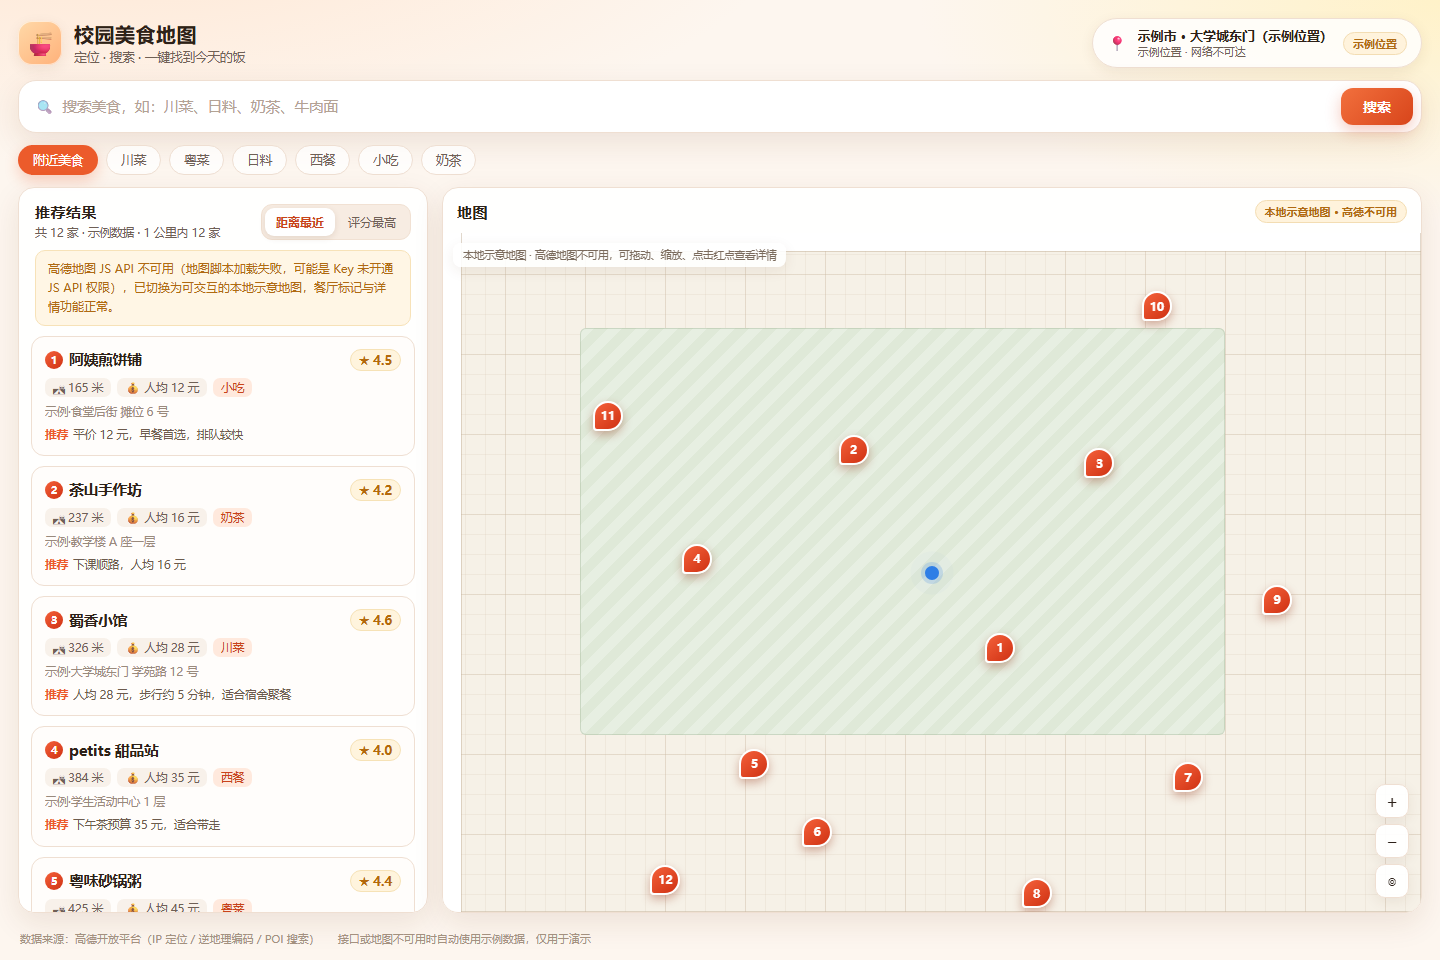 校园美食地图
定位 · 搜索 · 一键找到今天的饭
示例市 • 大学城东门（示例位置）
示例位置 · 网络不可达
示例位置
搜索美食，如：川菜、日料、奶茶、牛肉面
搜索
附近美食 川菜 粤菜 日料 西餐 小吃 奶茶
推荐结果
共 12 家 · 示例数据 · 1 公里内 12 家
距离最近 评分最高
高德地图 JS API 不可用（地图脚本加载失败，可能是 Key 未开通
JS API 权限），已切换为可交互的本地示意地图，餐厅标记与详
情功能正常。
1 阿姨煎饼铺 ★ 4.5
165 米 人均 12 元 小吃
示例·食堂后街 摊位 6 号
推荐 平价 12 元，早餐首选，排队较快
2 茶山手作坊 ★ 4.2
237 米 人均 16 元 奶茶
示例·教学楼 A 座一层
推荐 下课顺路，人均 16 元
3 蜀香小馆 ★ 4.6
326 米 人均 28 元 川菜
示例·大学城东门 学苑路 12 号
推荐 人均 28 元，步行约 5 分钟，适合宿舍聚餐
4 petits 甜品站 ★ 4.0
384 米 人均 35 元 西餐
示例·学生活动中心 1 层
推荐 下午茶预算 35 元，适合带走
5 粤味砂锅粥 ★ 4.4
425 米 人均 45 元 粤菜
地图
本地示意地图 • 高德不可用
本地示意地图 · 高德地图不可用，可拖动、缩放、点击红点查看详情
10
11
2
3
4
9
1
5
7
6
12
8
+
−
数据来源：高德开放平台（IP 定位 / 逆地理编码 / POI 搜索） 接口或地图不可用时自动使用示例数据，仅用于演示